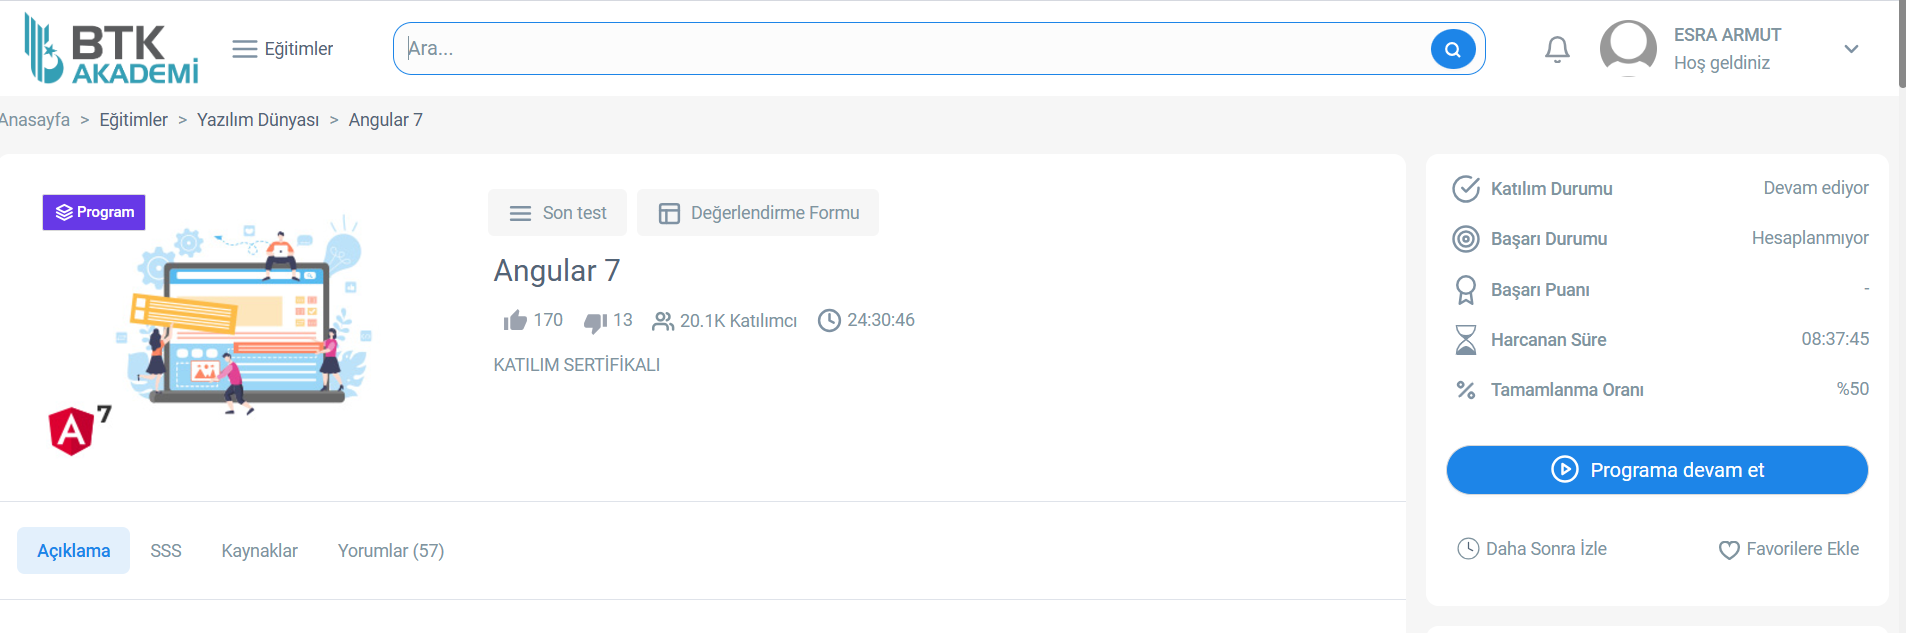 BTK
AKADEMİ
Eğitimler
Ara...
ESRA ARMUT
Hoş geldiniz
Anasayfa > Eğitimler > Yazılım Dünyası > Angular 7
Program
7
A
Son test
Değerlendirme Formu
Angular 7
170
13
20.1K Katılımcı
24:30:46
KATILIM SERTİFİKALI
Açıklama
SSS
Kaynaklar
Yorumlar (57)
Katılım Durumu Devam ediyor
Başarı Durumu Hesaplanmıyor
Başarı Puanı -
Harcanan Süre 08:37:45
Tamamlanma Oranı %50
Programa devam et
Daha Sonra İzle
Favorilere Ekle